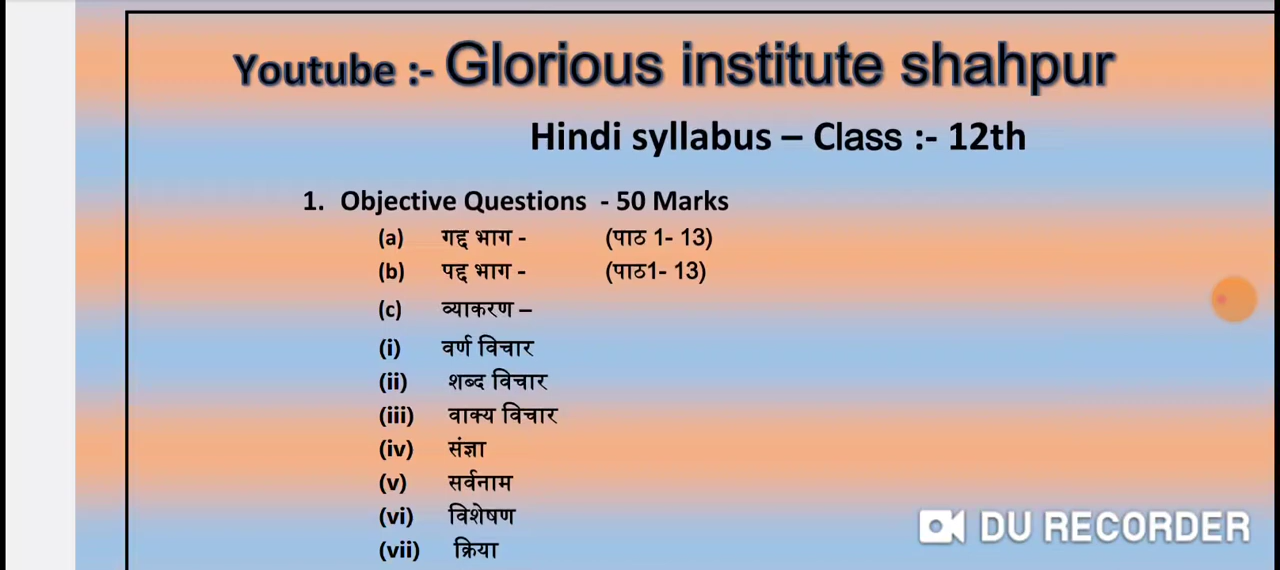 Youtube :- Glorious institute shahpur
Hindi syllabus – Class :- 12th
1. Objective Questions - 50 Marks
(a) गद्द भाग - (पाठ 1- 13)
(b) पद्द भाग - (पाठ1- 13)
(c) व्याकरण –
(i) वर्ण विचार
(ii) शब्द विचार
(iii) वाक्य विचार
(iv) संज्ञा
(v) सर्वनाम
(vi) विशेषण
(vii) क्रिया
DU RECORDER